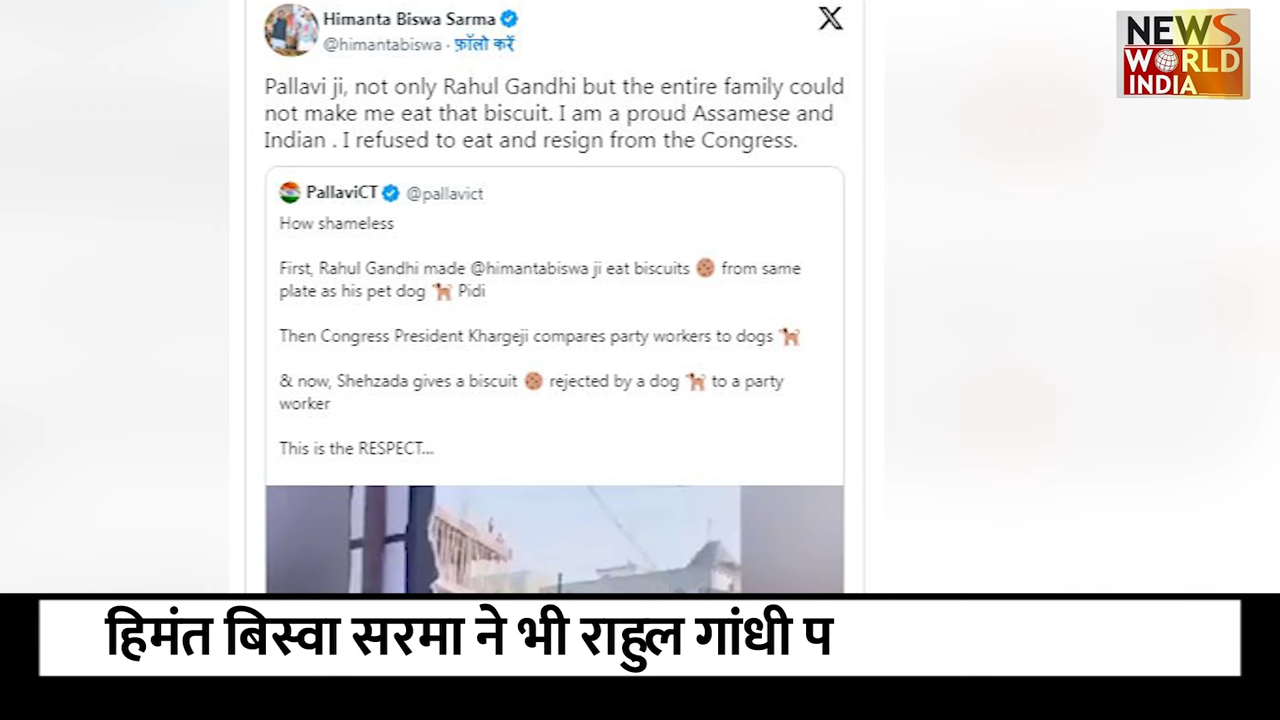 Himanta Biswa Sarma
@himantabiswa · फ़ॉलो करें
X
NEWS
WORLD
INDIA
Pallavi ji, not only Rahul Gandhi but the entire family could
not make me eat that biscuit. I am a proud Assamese and
Indian . I refused to eat and resign from the Congress.
PallaviCT @pallavict
How shameless
First, Rahul Gandhi made @himantabiswa ji eat biscuits 🍪 from same
plate as his pet dog 🐕 Pidi
Then Congress President Khargeji compares party workers to dogs 🐕
& now, Shehzada gives a biscuit 🍪 rejected by a dog 🐕 to a party
worker
This is the RESPECT...
हिमंत बिस्वा सरमा ने भी राहुल गांधी प